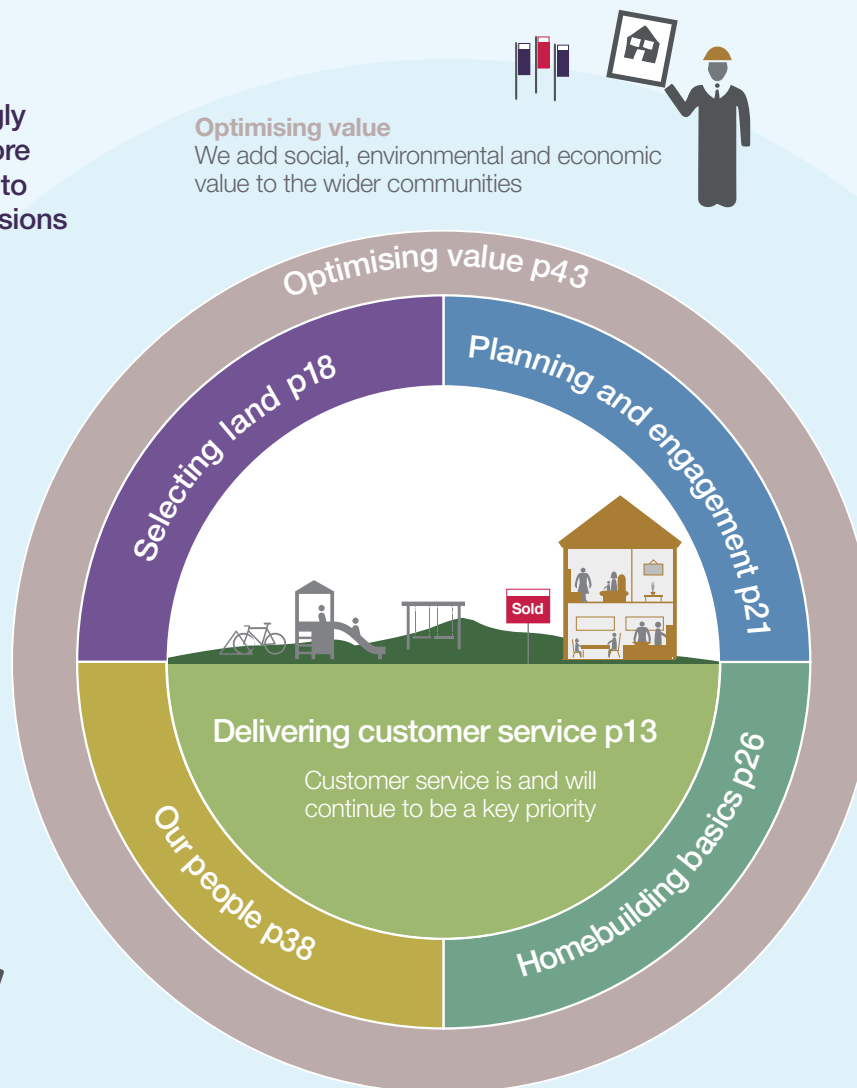 Optimising value
We add social, environmental and economic
value to the wider communities
Optimising value p43
Selecting land p18
Planning and engagement p21
Sold
Delivering customer service p13
Customer service is and will
continue to be a key priority
Our people p38
Homebuilding basics p26
to